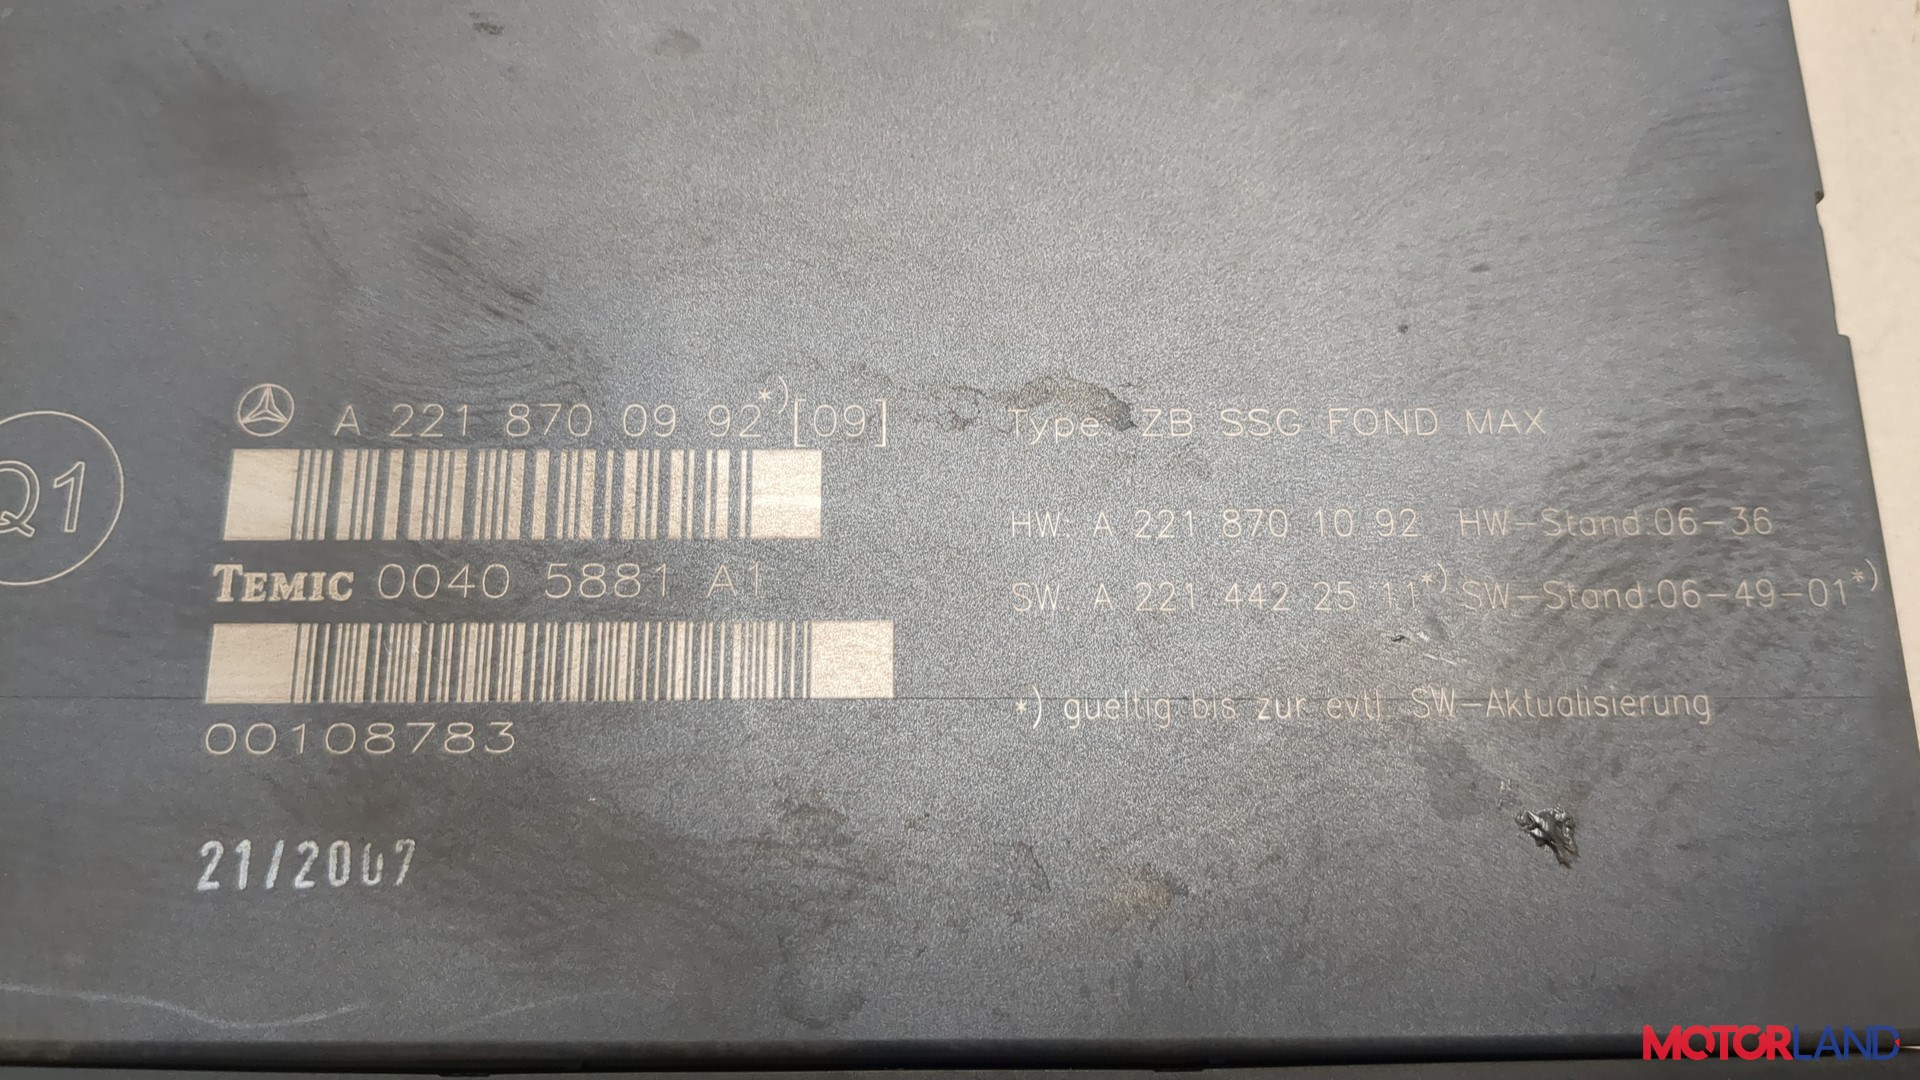 A 221 870 09 92*)[09]
Q1
TEMIC 0040 5881 A1
00108783
21/2007
Type: ZB SSG FOND MAX
HW: A 221 870 10 92 HW-Stand:06-36
SW: A 221 442 25 11*) SW-Stand:06-49-01*)
*) gueltig bis zur evtl. SW-Aktualisierung
MOTORLAND